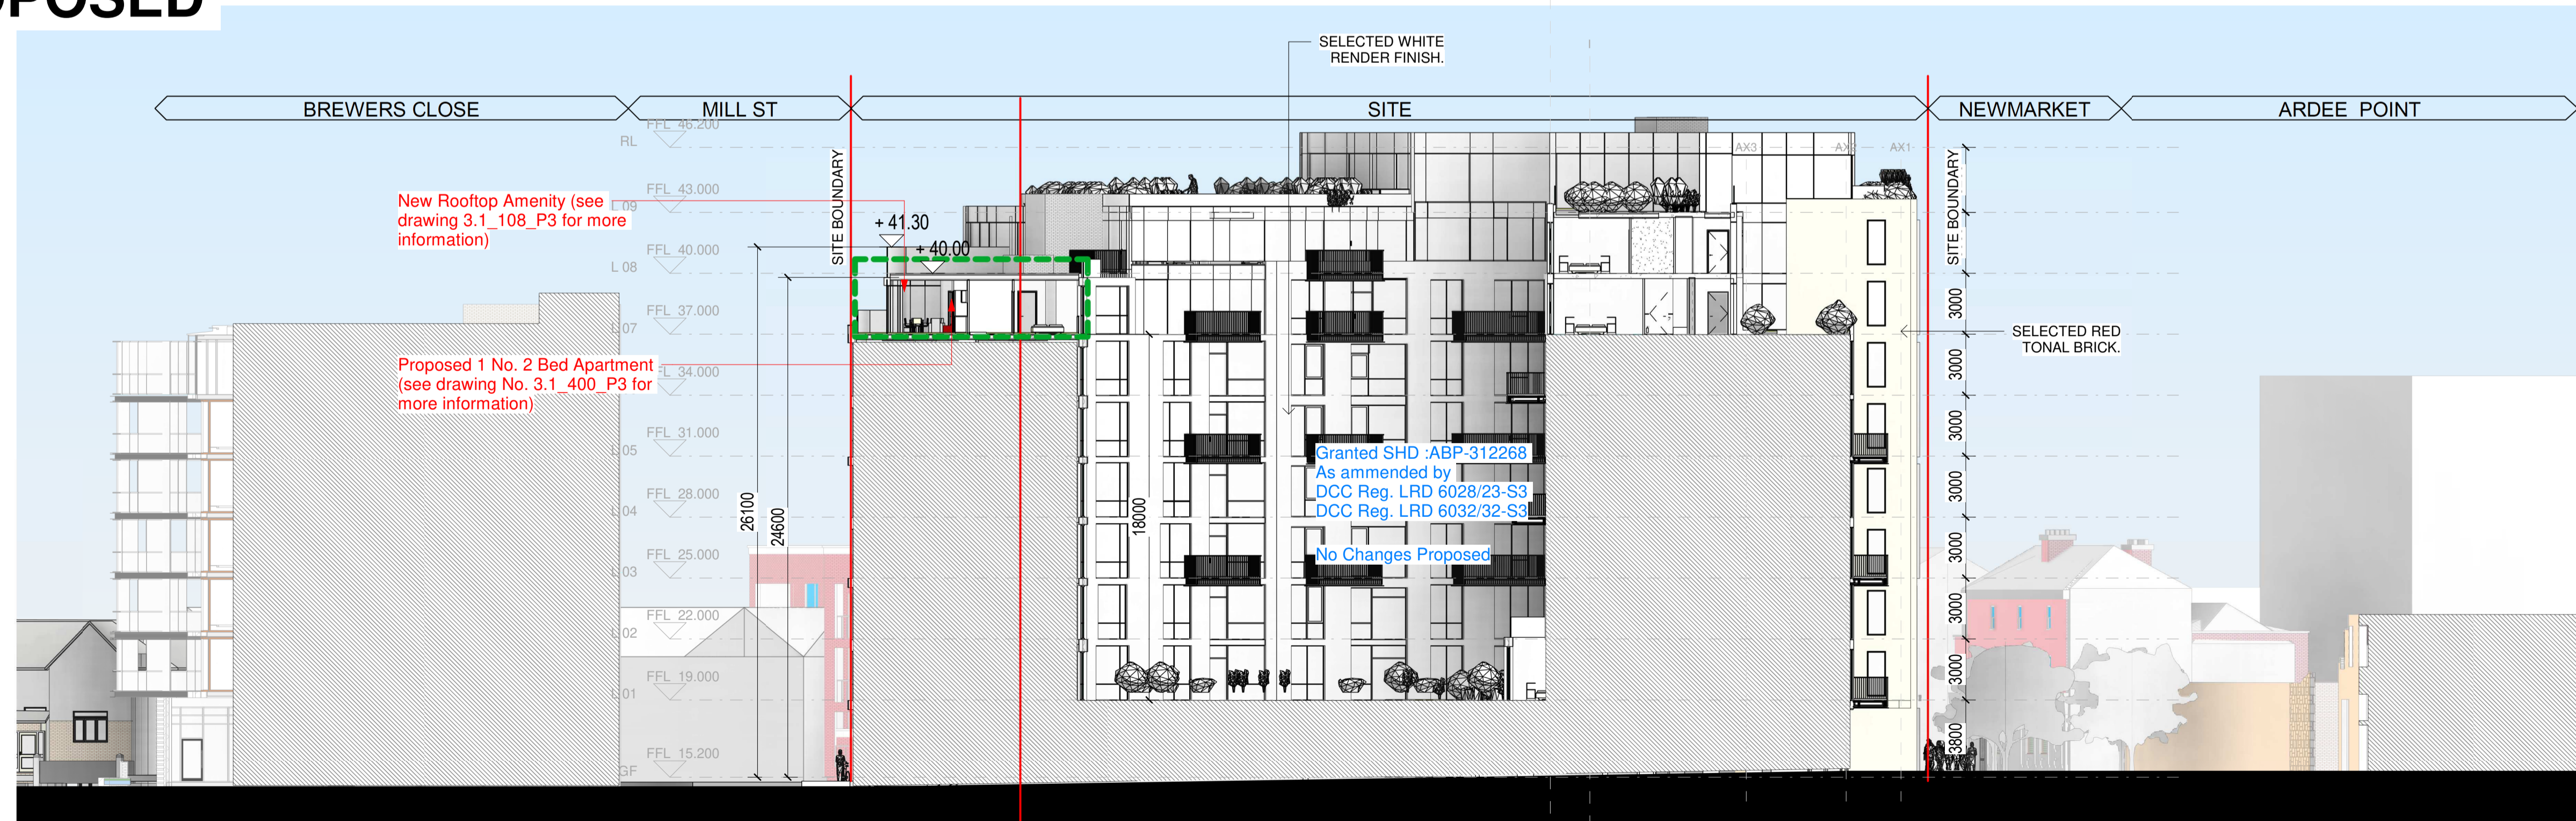 OPOSED
SELECTED WHITE
RENDER FINISH.
BREWERS CLOSE
MILL ST
SITE
NEWMARKET
ARDEE POINT
FFL 46.200
RL
AX3
AX1
SITE BOUNDARY
SITE BOUNDARY
New Rooftop Amenity (see
drawing 3.1_108_P3 for more
information)
FFL 43.000
L 09
+ 41.30
+ 40.00
FFL 40.000
L 08
FFL 37.000
L 07
3000
SELECTED RED
TONAL BRICK.
Proposed 1 No. 2 Bed Apartment
(see drawing No. 3.1_400_P3 for
more information)
FL 34.000
3000
FFL 31.000
L 05
3000
Granted SHD :ABP-312268
As ammended by
DCC Reg. LRD 6028/23-S3
DCC Reg. LRD 6032/32-S3
No Changes Proposed
FFL 28.000
L 04
26100
24600
18000
3000
FFL 25.000
L 03
3000
FFL 22.000
L 02
3000
FFL 19.000
L 01
3000
FFL 15.200
GF
3800